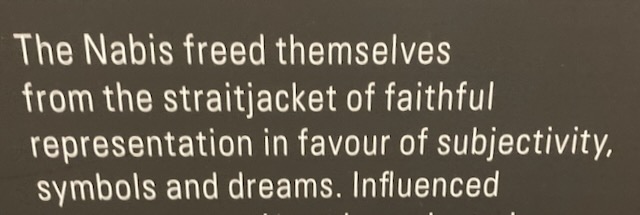 The Nabis freed themselves
from the straitjacket of faithful
representation in favour of subjectivity,
symbols and dreams. Influenced